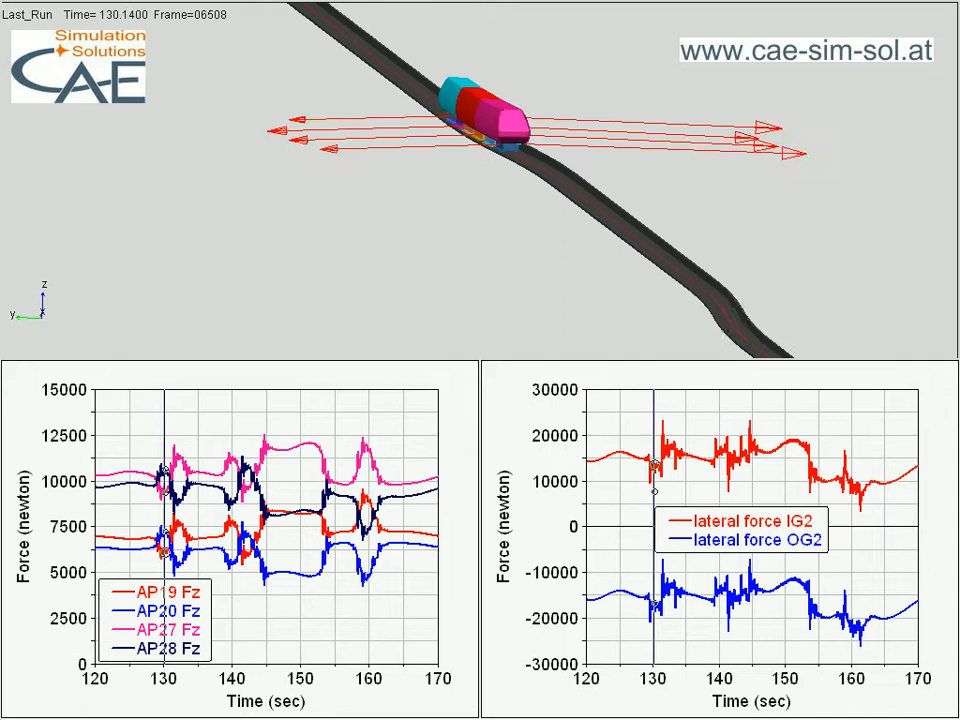 Last_Run Time= 130.1400 Frame=06508
Simulation
Solutions
CAE
www.cae-sim-sol.at
z
y
15000
12500
10000
7500
5000
2500
0
Force (newton)
AP19 Fz
AP20 Fz
AP27 Fz
AP28 Fz
120 130 140 150 160 170
Time (sec)
30000
20000
10000
0
-10000
-20000
-30000
Force (newton)
lateral force IG2
lateral force OG2
120 130 140 150 160 170
Time (sec)